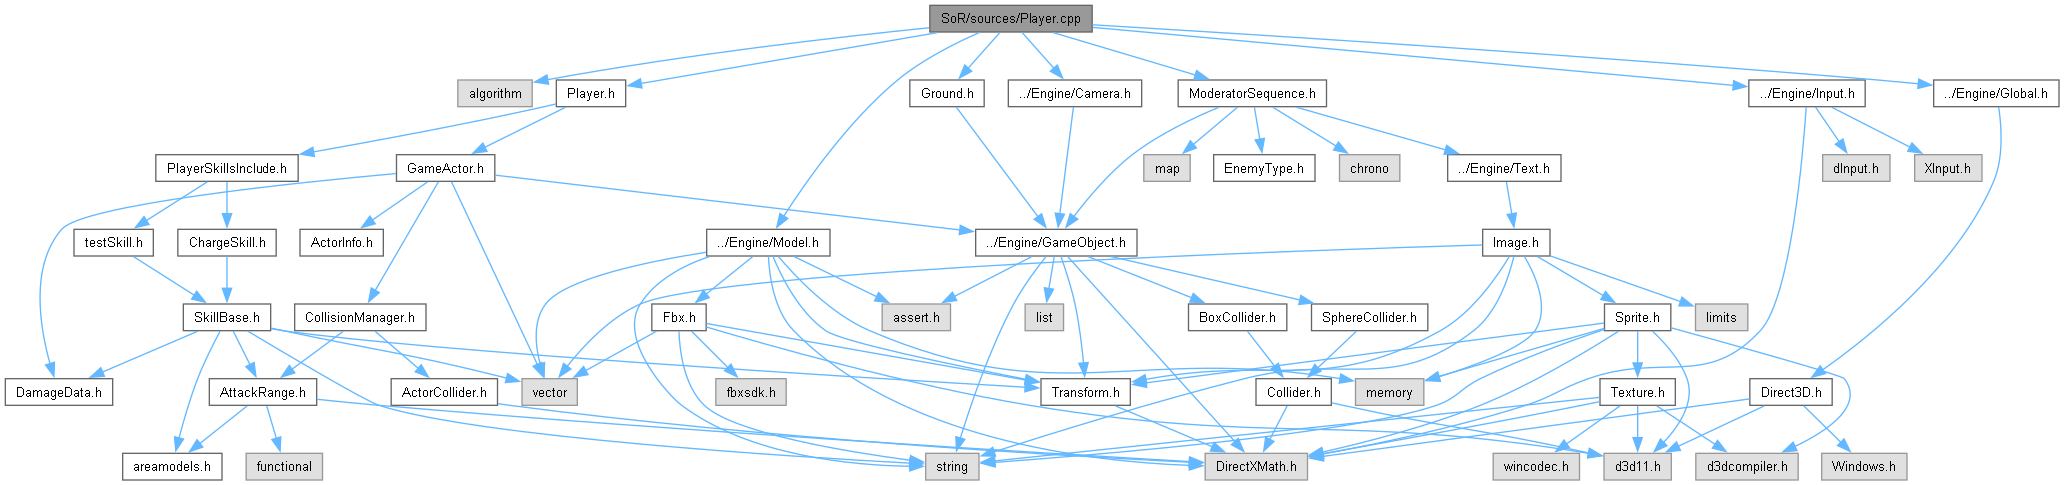 SoR/sources/Player.cpp
algorithm
Player.h
Ground.h
../Engine/Camera.h
ModeratorSequence.h
../Engine/Input.h
../Engine/Global.h
PlayerSkillsInclude.h
GameActor.h
map
EnemyType.h
chrono
../Engine/Text.h
dInput.h
XInput.h
testSkill.h
ChargeSkill.h
ActorInfo.h
../Engine/Model.h
../Engine/GameObject.h
Image.h
SkillBase.h
CollisionManager.h
Fbx.h
assert.h
list
BoxCollider.h
SphereCollider.h
Sprite.h
limits
DamageData.h
AttackRange.h
ActorCollider.h
vector
fbxsdk.h
Transform.h
Collider.h
memory
Texture.h
Direct3D.h
areamodels.h
functional
string
DirectXMath.h
wincodec.h
d3d11.h
d3dcompiler.h
Windows.h